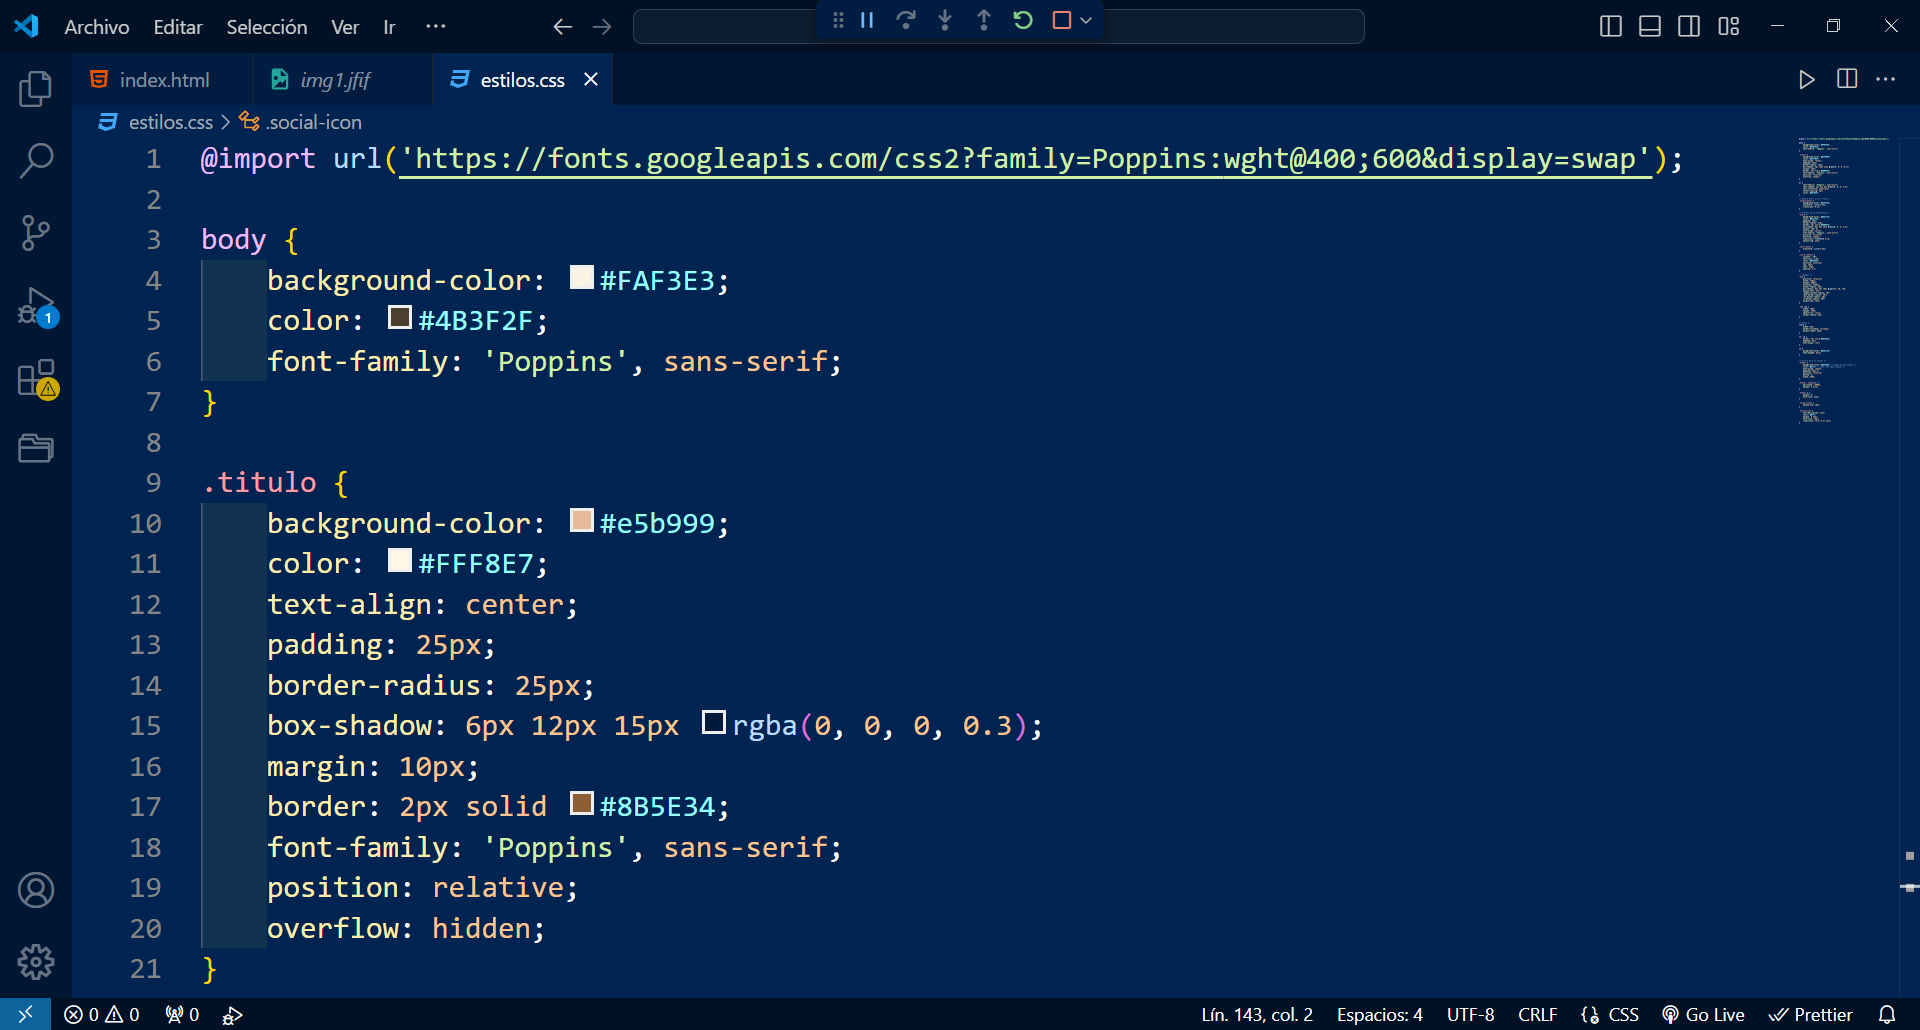 Archivo Editar Selección Ver Ir ···
index.html img1.jfif estilos.css
estilos.css > .social-icon
1 @import url('https://fonts.googleapis.com/css2?family=Poppins:wght@400;600&display=swap');
2
3 body {
4 background-color: #FAF3E3;
5 color: #4B3F2F;
6 font-family: 'Poppins', sans-serif;
7 }
8
9 .titulo {
10 background-color: #e5b999;
11 color: #FFF8E7;
12 text-align: center;
13 padding: 25px;
14 border-radius: 25px;
15 box-shadow: 6px 12px 15px rgba(0, 0, 0, 0.3);
16 margin: 10px;
17 border: 2px solid #8B5E34;
18 font-family: 'Poppins', sans-serif;
19 position: relative;
20 overflow: hidden;
21 }
1
0 0 0 Lín. 143, col. 2 Espacios: 4 UTF-8 CRLF {} CSS Go Live Prettier